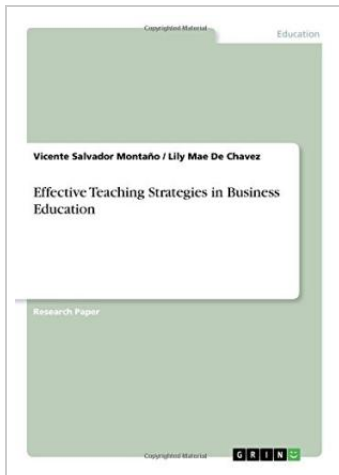 Copyrighted Material
Education
Vicente Salvador Montaño / Lily Mae De Chavez
Effective Teaching Strategies in Business
Education
Research Paper
Copyrighted Material
GRIN